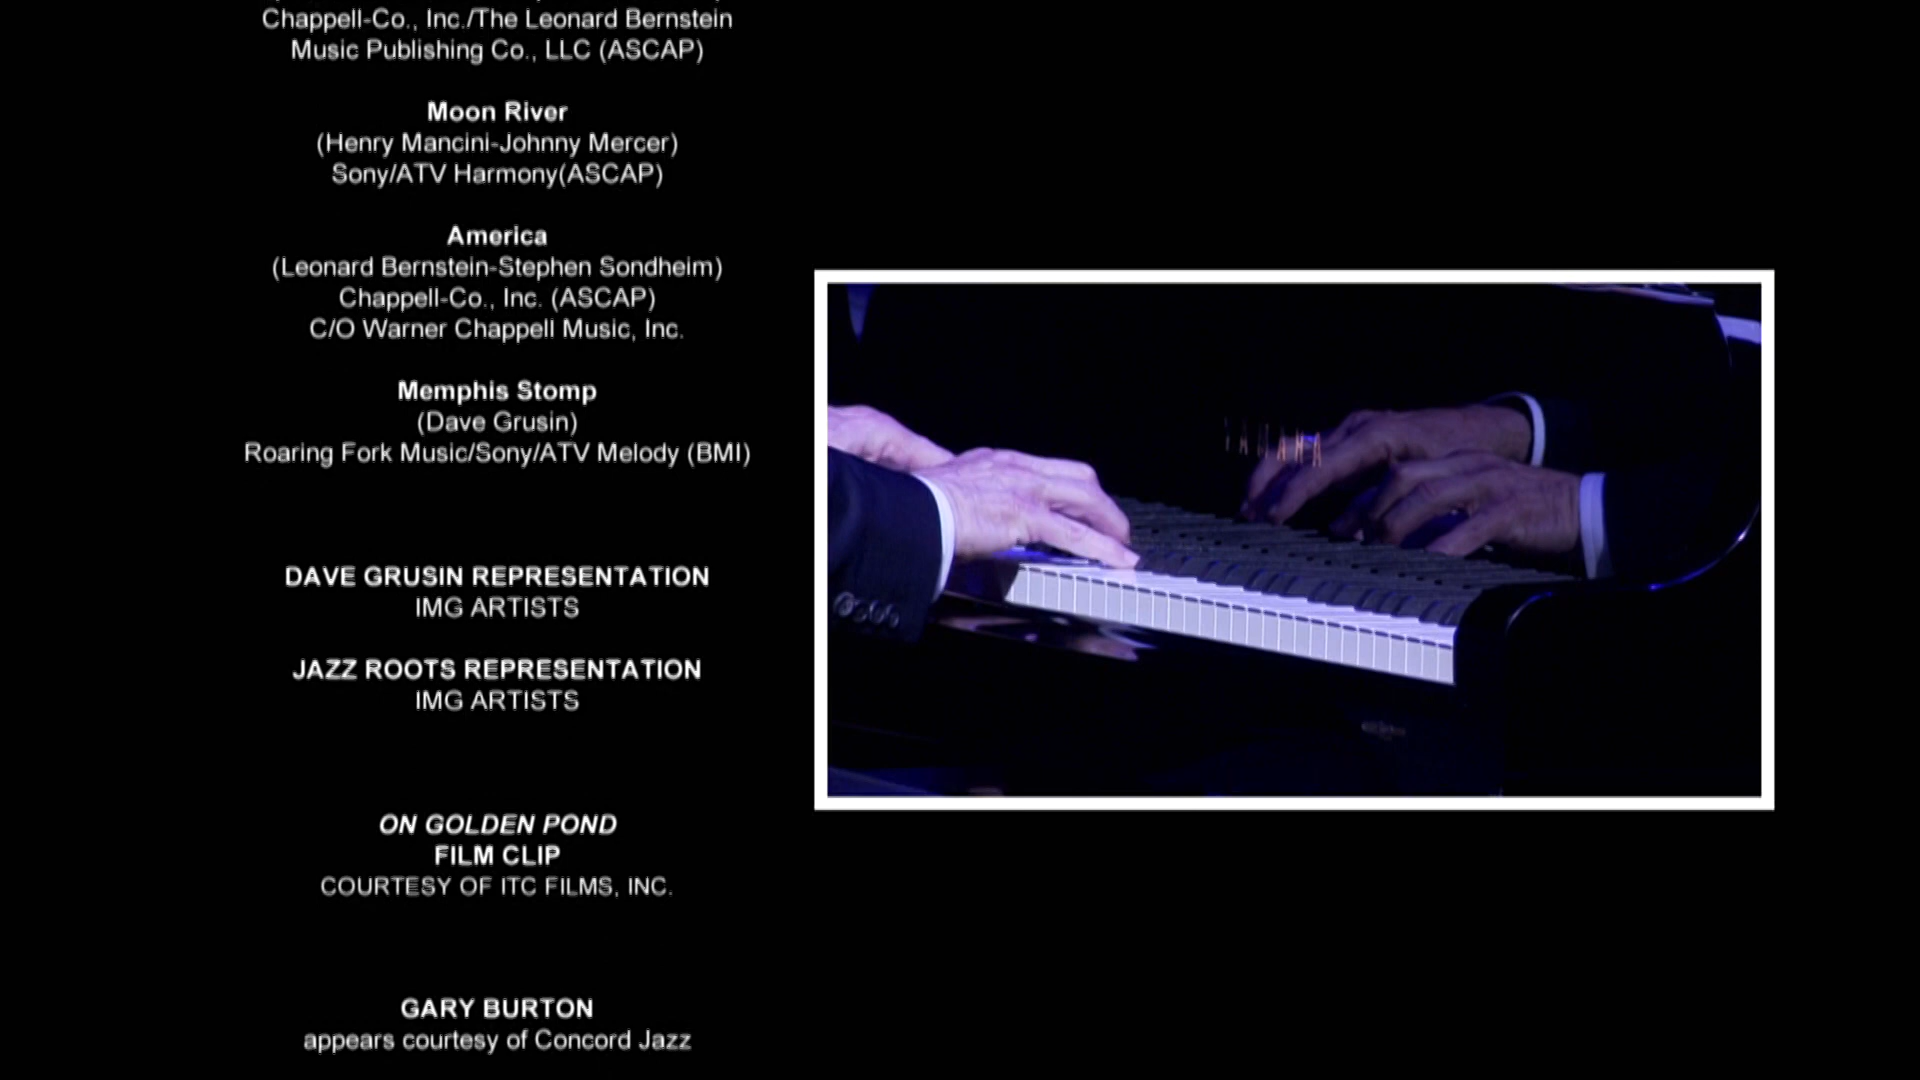 Chappell-Co., Inc./The Leonard Bernstein
Music Publishing Co., LLC (ASCAP)
Moon River
(Henry Mancini-Johnny Mercer)
Sony/ATV Harmony(ASCAP)
America
(Leonard Bernstein-Stephen Sondheim)
Chappell-Co., Inc. (ASCAP)
C/O Warner Chappell Music, Inc.
Memphis Stomp
(Dave Grusin)
Roaring Fork Music/Sony/ATV Melody (BMI)
DAVE GRUSIN REPRESENTATION
IMG ARTISTS
JAZZ ROOTS REPRESENTATION
IMG ARTISTS
ON GOLDEN POND
FILM CLIP
COURTESY OF ITC FILMS, INC.
GARY BURTON
appears courtesy of Concord Jazz
YAMAHA